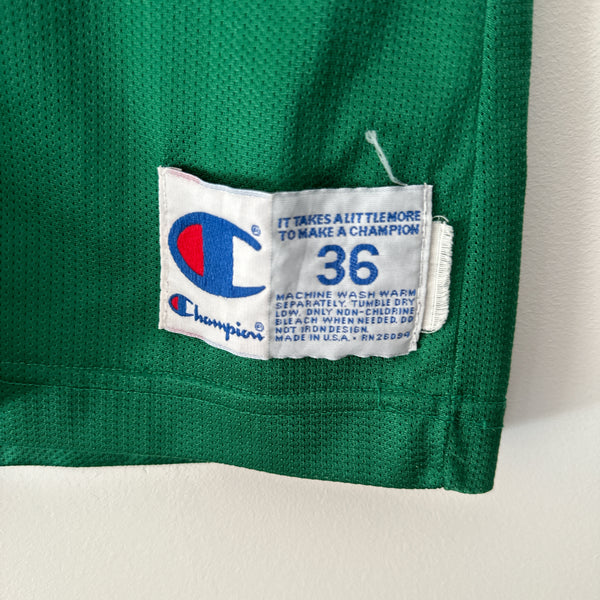 IT TAKES A LITTLE MORE
TO MAKE A CHAMPION
®
36
MACHINE WASH WARM
SEPARATELY. TUMBLE DRY
LOW. ONLY NON-CHLORINE
BLEACH WHEN NEEDED. DO
NOT IRON DESIGN.
MADE IN U.S.A. • RN26094
Champion®